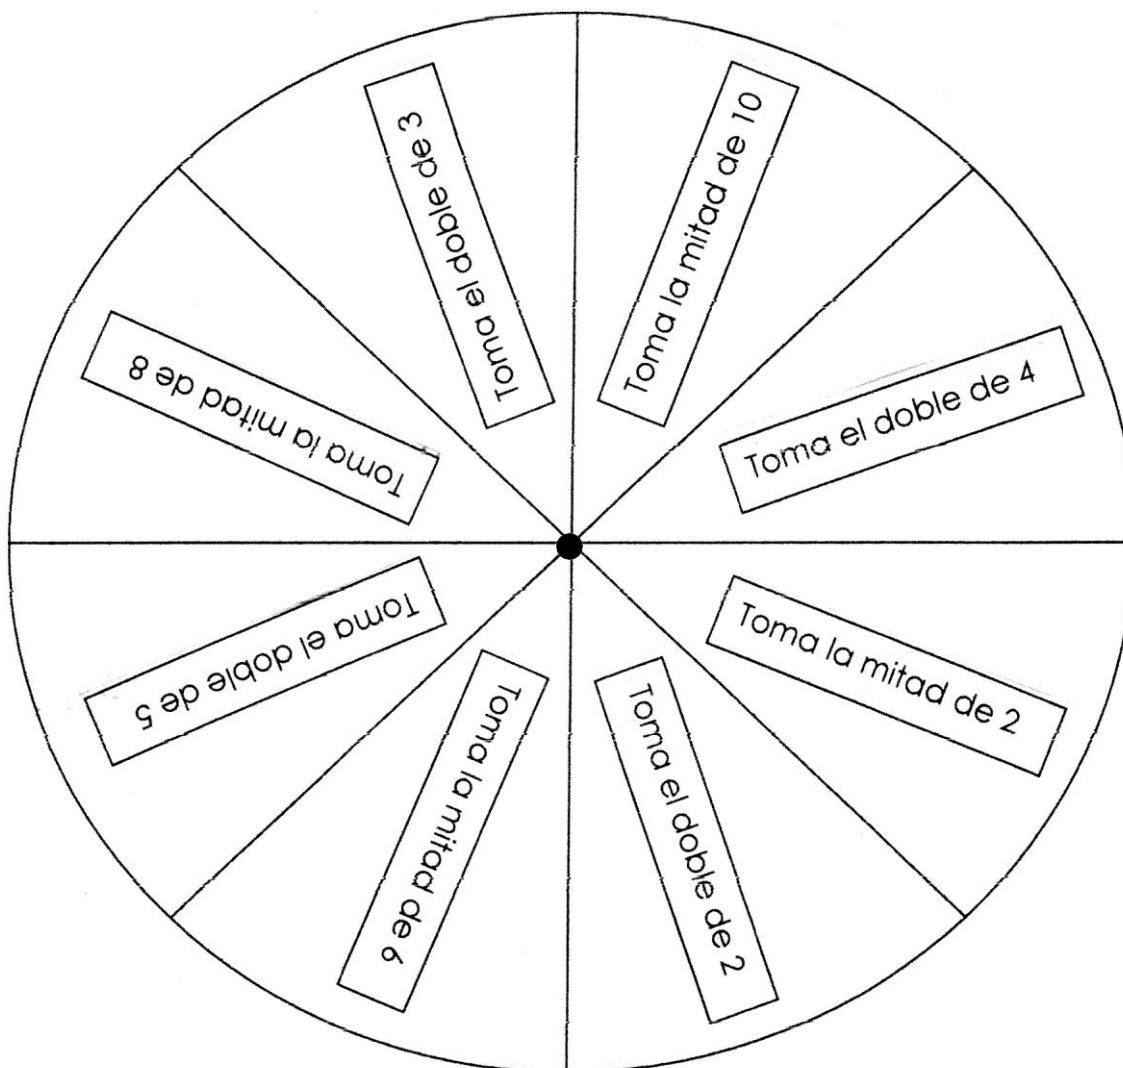 Toma la mitad de 10
Toma el doble de 4
Toma la mitad de 2
Toma el doble de 2
Toma la mitad de 6
Toma el doble de 5
Toma la mitad de 8
Toma el doble de 3